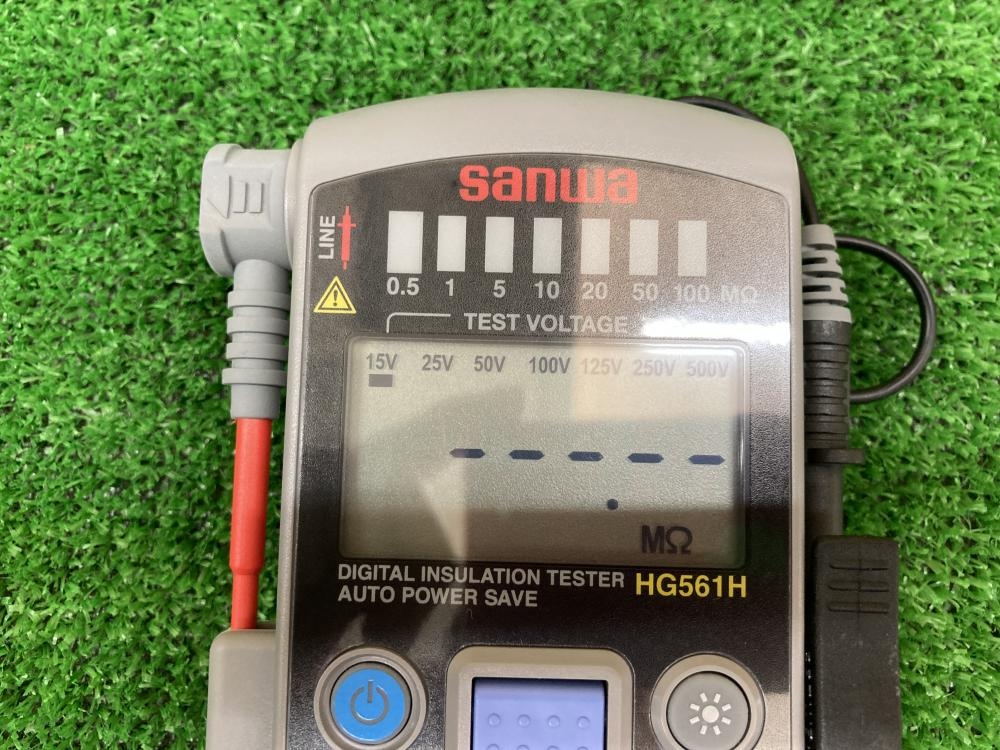 sanwa
LINE
0.5 1 5 10 20 50 100 MΩ
TEST VOLTAGE
15V 25V 50V 100V 125V 250V 500V
-----
.
MΩ
DIGITAL INSULATION TESTER HG561H
AUTO POWER SAVE